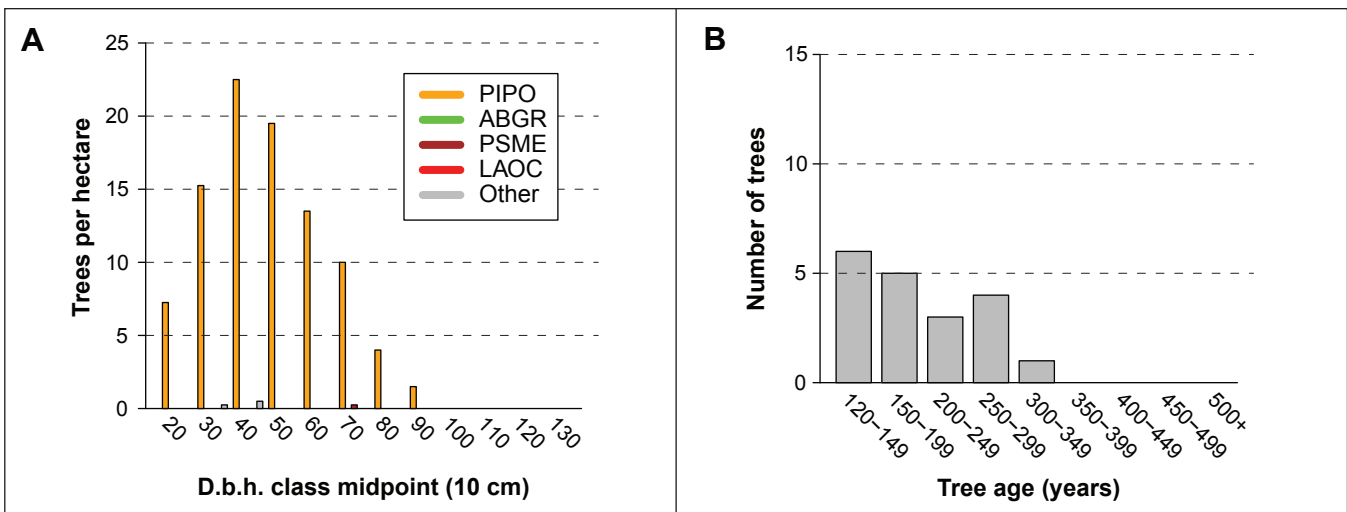 A
Trees per hectare
25
20
15
10
5
0
PIPO
ABGR
PSME
LAOC
Other
20 30 40 50 60 70 80 90 100 110 120 130
D.b.h. class midpoint (10 cm)
B
Number of trees
15
10
5
0
120–149 150–199 200–249 250–299 300–349 350–399 400–449 450–499 500+
Tree age (years)